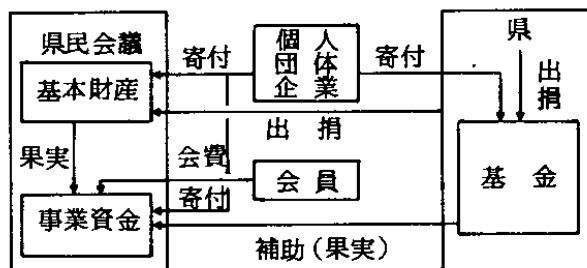 県民会議
基本財産
果実
事業資金
寄付
個人
団体
企業
寄付
出捐
会費
会員
寄付
補助(果実)
県
出捐
基金